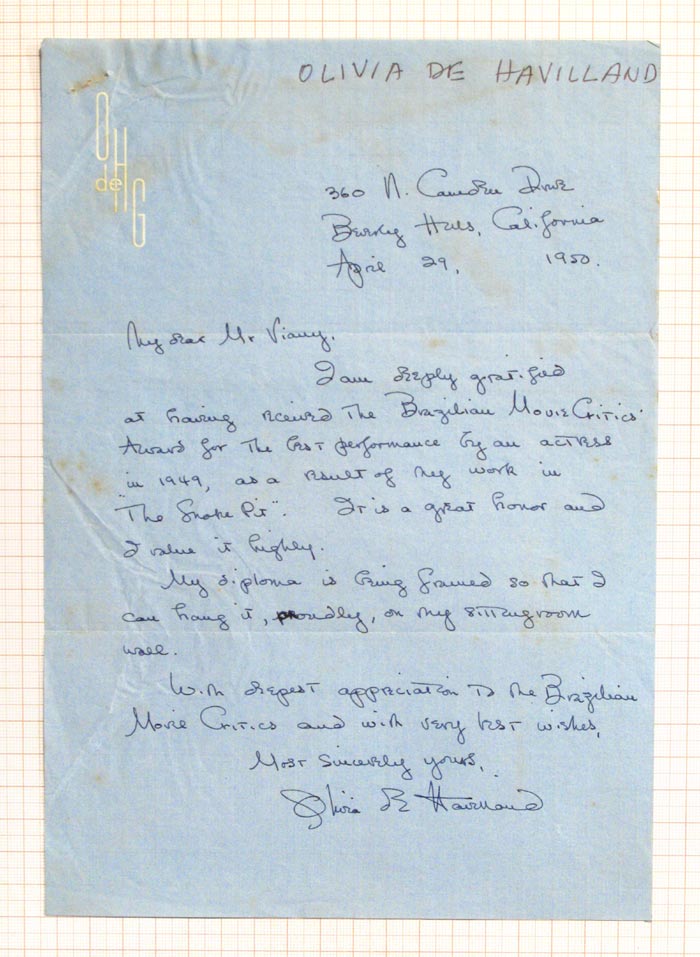 OLIVIA DE HAVILLAND
O
de H
G
360 N. Camden Drive
Beverly Hills, California
April 29, 1950.
My dear Mr Viany.
I am deeply gratified
at having received the Brazilian Movie Critics'
Award for the best performance by an actress
in 1949, as a result of my work in
"The Snake Pit". It is a great honor and
I value it highly.
My diploma is being framed so that I
can hang it, proudly, on my sittingroom
wall.
With deepest appreciation to the Brazilian
Movie Critics and with very best wishes,
Most sincerely yours,
Olivia de Havilland